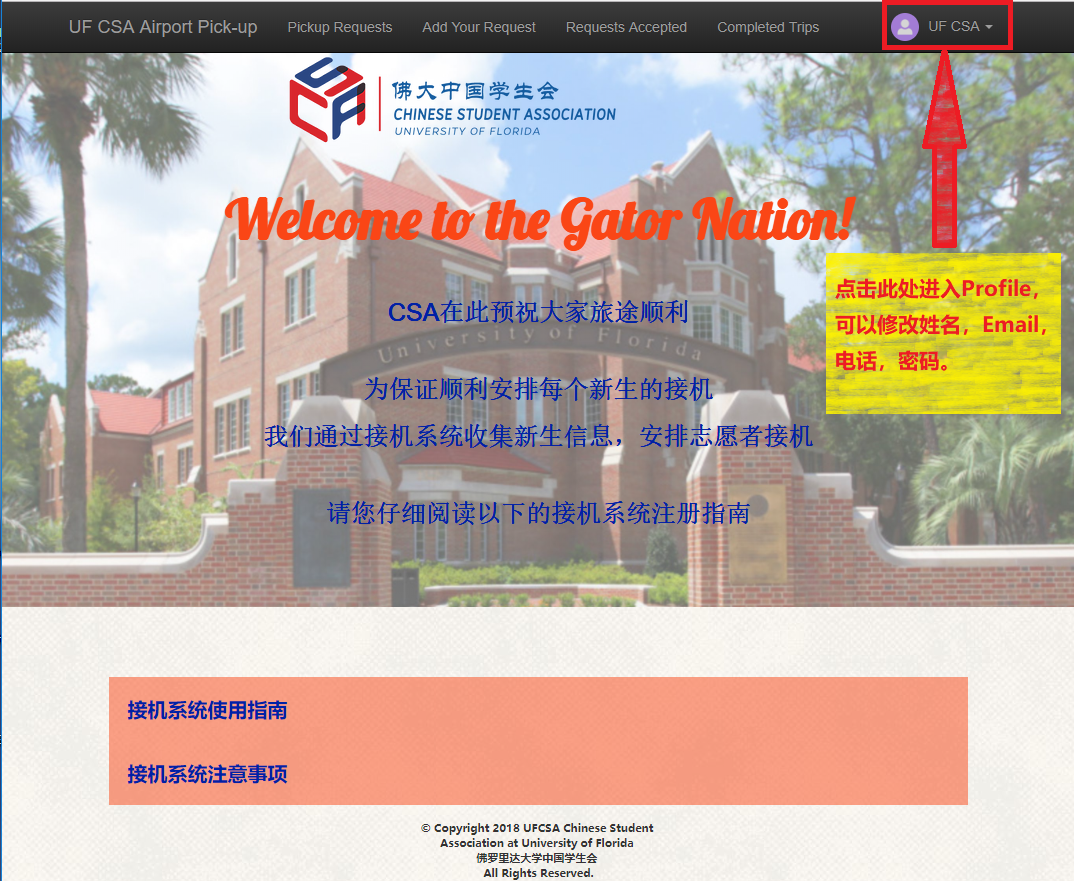 UF CSA Airport Pick-up Pickup Requests Add Your Request Requests Accepted Completed Trips UF CSA
佛大中国学生会
CHINESE STUDENT ASSOCIATION
UNIVERSITY OF FLORIDA
Welcome to the Gator Nation!
点击此处进入Profile,
可以修改姓名，Email,
电话，密码。
CSA在此预祝大家旅途顺利
University of Florida
为保证顺利安排每个新生的接机
我们通过接机系统收集新生信息，安排志愿者接机
请您仔细阅读以下的接机系统注册指南
接机系统使用指南
接机系统注意事项
© Copyright 2018 UFCSA Chinese Student
Association at University of Florida
佛罗里达大学中国学生会
All Rights Reserved.